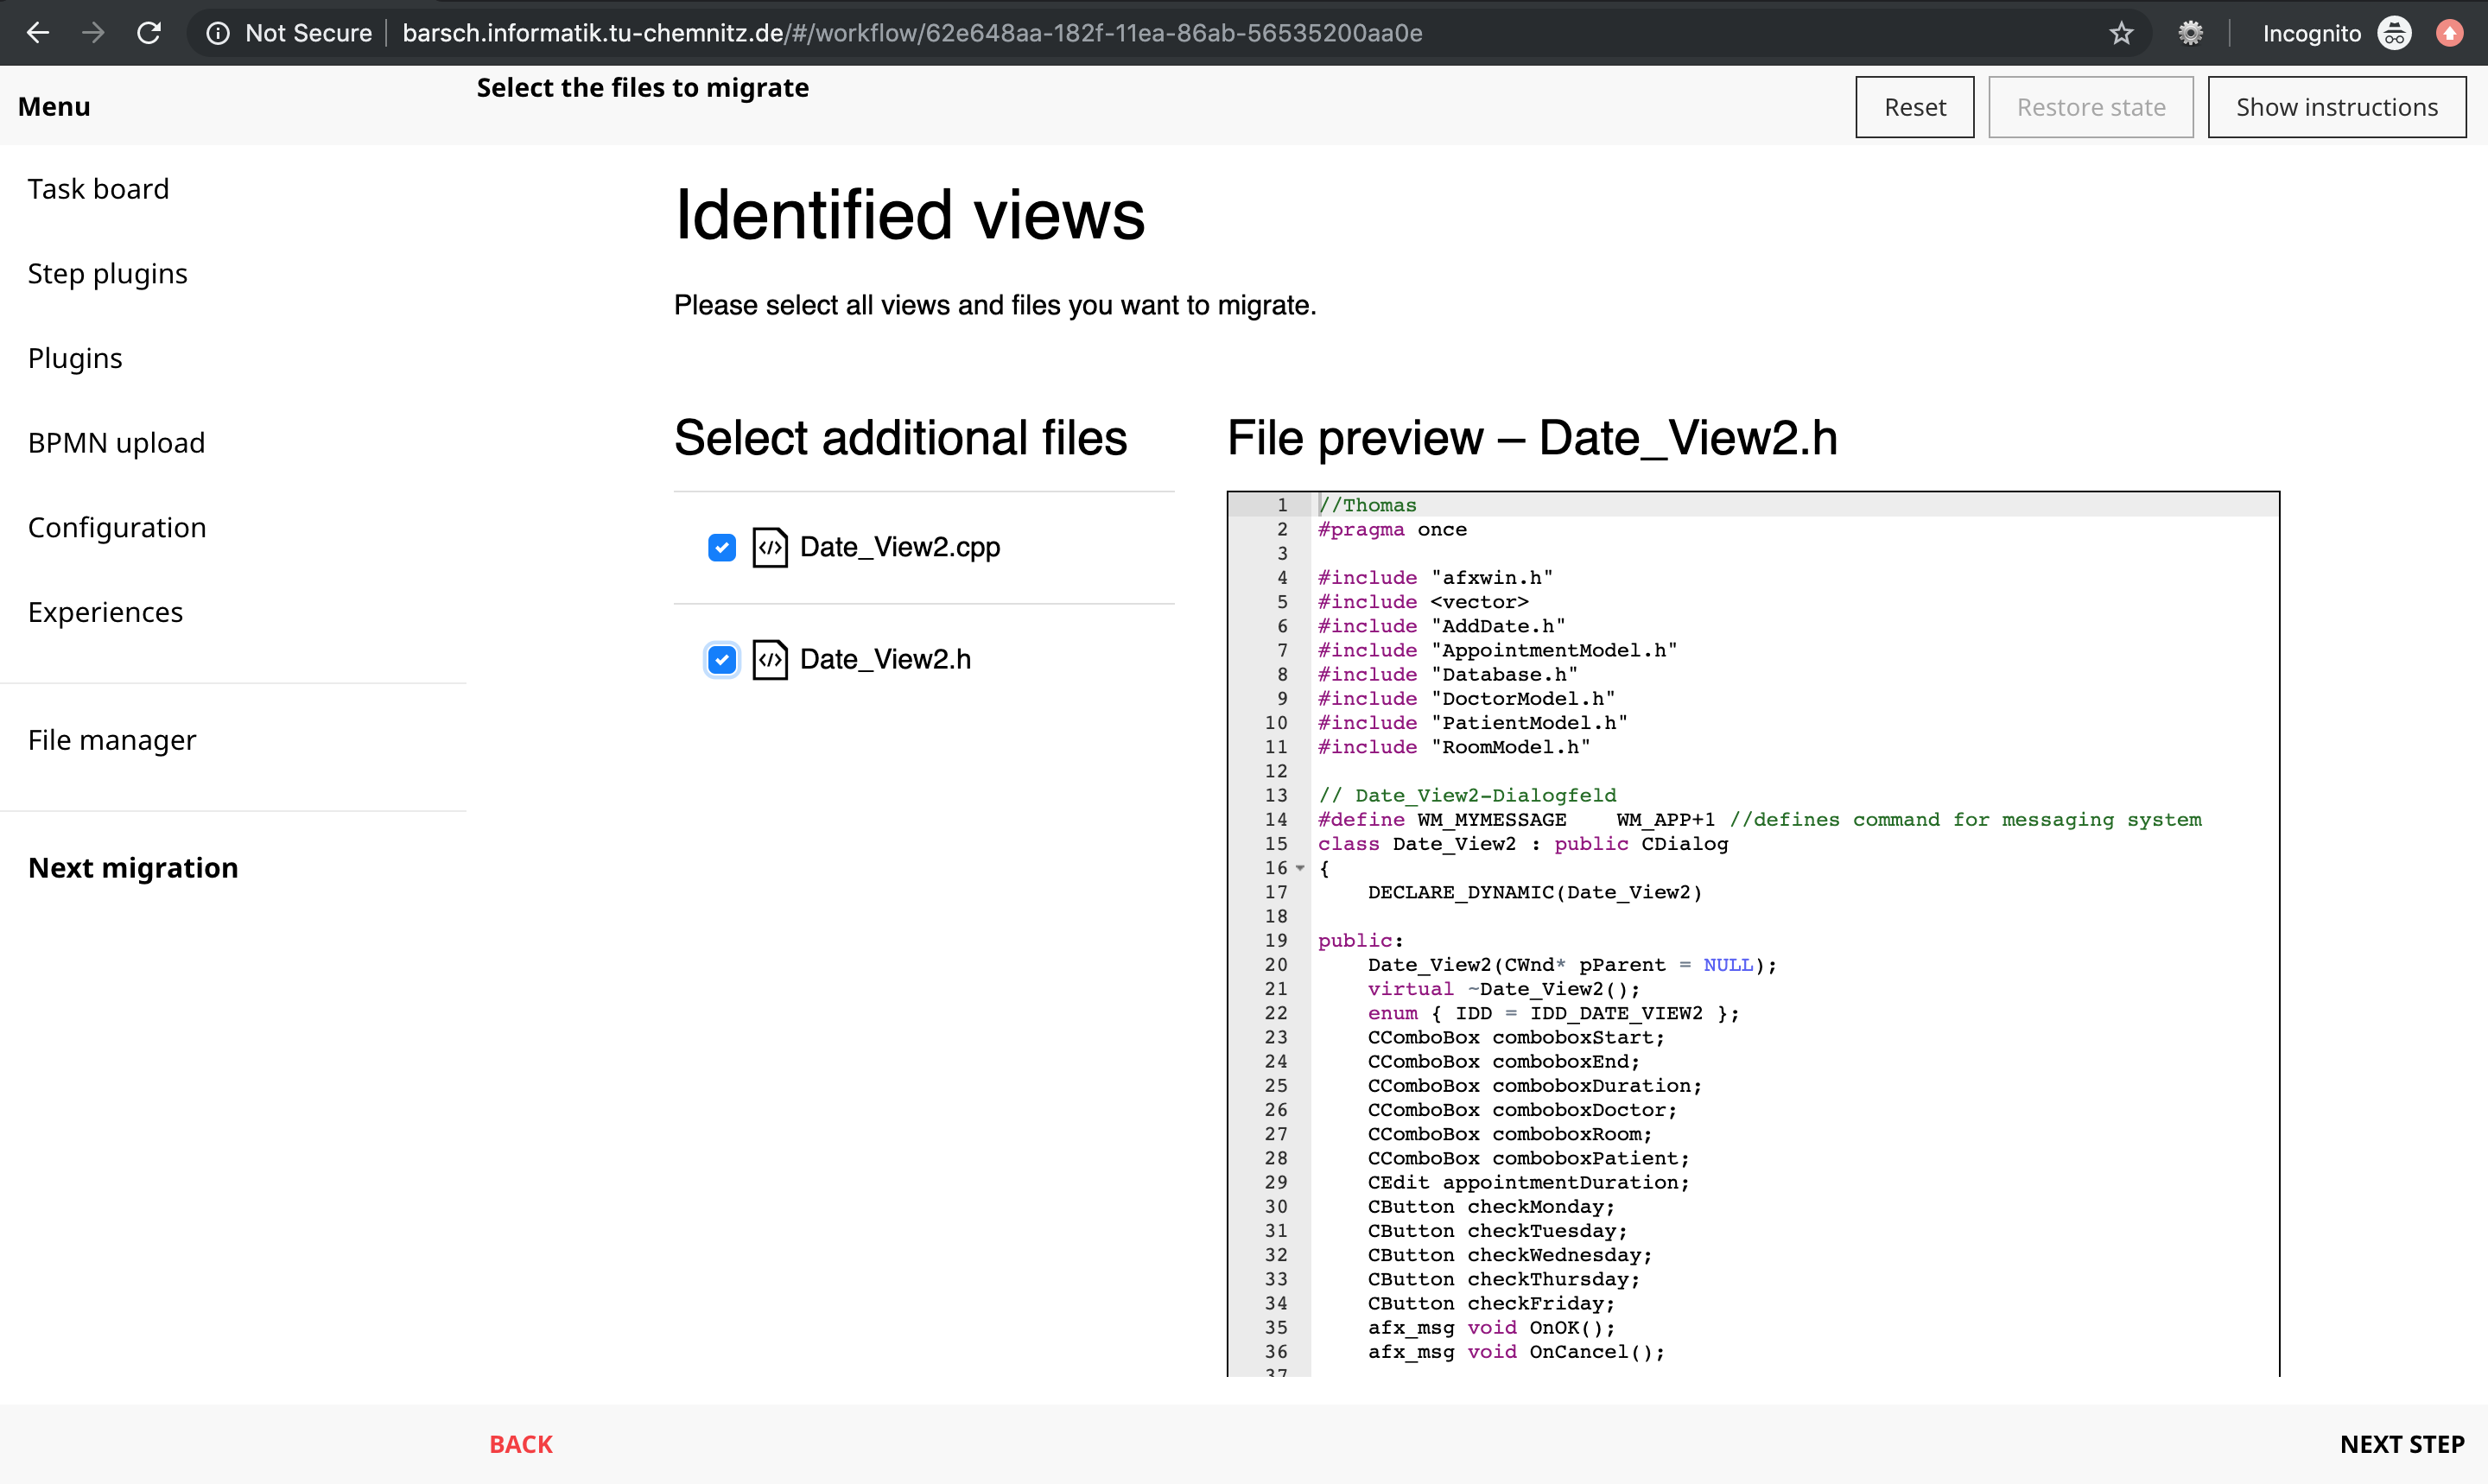 Not Secure barsch.informatik.tu-chemnitz.de/#/workflow/62e648aa-182f-11ea-86ab-56535200aa0e Incognito
Menu
Select the files to migrate
Reset
Restore state
Show instructions
Task board
Step plugins
Plugins
BPMN upload
Configuration
Experiences
File manager
Next migration
Identified views
Please select all views and files you want to migrate.
Select additional files
Date_View2.cpp
Date_View2.h
File preview – Date_View2.h
1 //Thomas
2 #pragma once
3
4 #include "afxwin.h"
5 #include <vector>
6 #include "AddDate.h"
7 #include "AppointmentModel.h"
8 #include "Database.h"
9 #include "DoctorModel.h"
10 #include "PatientModel.h"
11 #include "RoomModel.h"
12
13 // Date_View2-Dialogfeld
14 #define WM_MYMESSAGE    WM_APP+1 //defines command for messaging system
15 class Date_View2 : public CDialog
16 {
17     DECLARE_DYNAMIC(Date_View2)
18
19 public:
20     Date_View2(CWnd* pParent = NULL);
21     virtual ~Date_View2();
22     enum { IDD = IDD_DATE_VIEW2 };
23     CComboBox comboboxStart;
24     CComboBox comboboxEnd;
25     CComboBox comboboxDuration;
26     CComboBox comboboxDoctor;
27     CComboBox comboboxRoom;
28     CComboBox comboboxPatient;
29     CEdit appointmentDuration;
30     CButton checkMonday;
31     CButton checkTuesday;
32     CButton checkWednesday;
33     CButton checkThursday;
34     CButton checkFriday;
35     afx_msg void OnOK();
36     afx_msg void OnCancel();
37
BACK
NEXT STEP